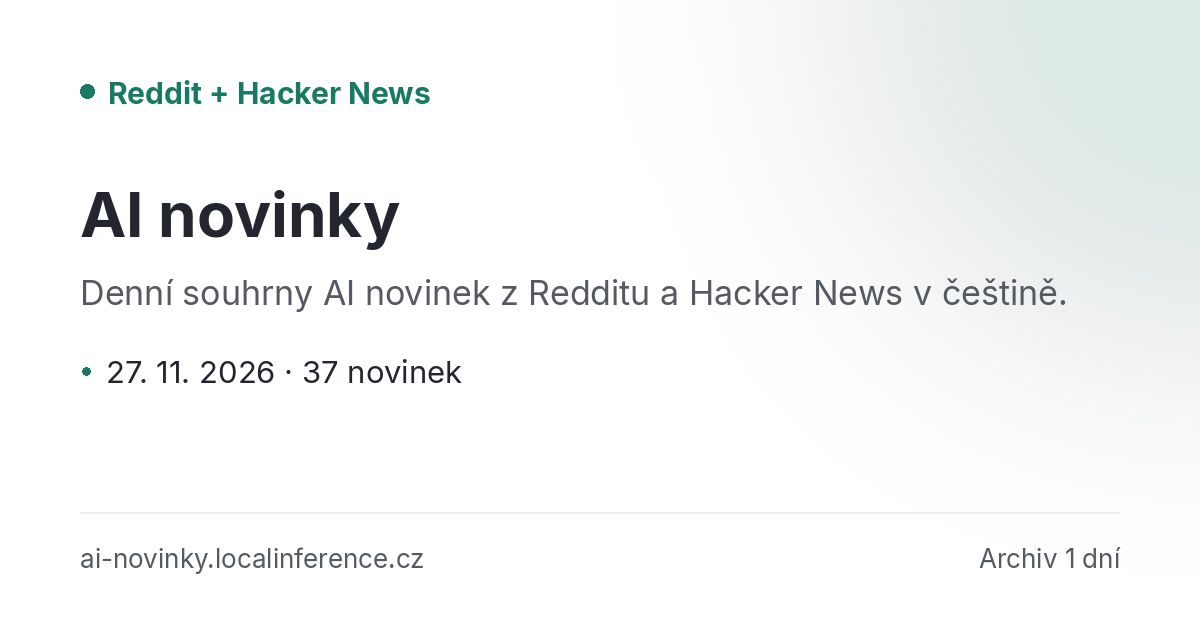 Reddit + Hacker News
AI novinky
Denní souhrny AI novinek z Redditu a Hacker News v češtině.
27. 11. 2026 · 37 novinek
ai-novinky.localinference.cz
Archiv 1 dní